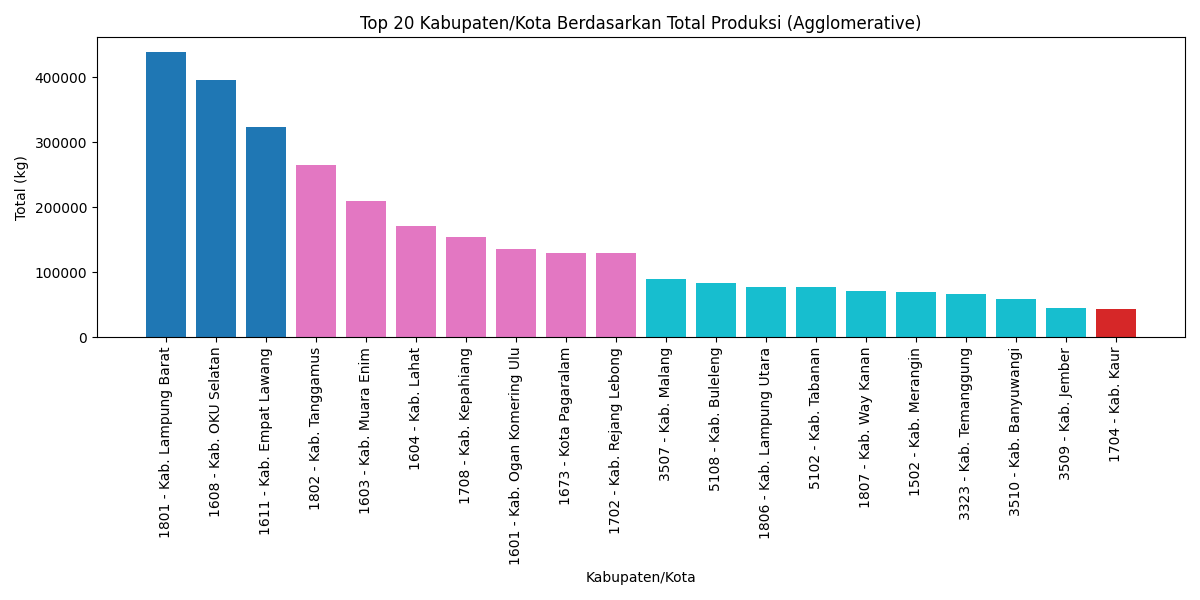 Top 20 Kabupaten/Kota Berdasarkan Total Produksi (Agglomerative)
Total (kg)
400000
300000
200000
100000
0
1801 - Kab. Lampung Barat
1608 - Kab. OKU Selatan
1611 - Kab. Empat Lawang
1802 - Kab. Tanggamus
1603 - Kab. Muara Enim
1604 - Kab. Lahat
1708 - Kab. Kepahiang
1601 - Kab. Ogan Komering Ulu
1673 - Kota Pagaralam
1702 - Kab. Rejang Lebong
3507 - Kab. Malang
5108 - Kab. Buleleng
1806 - Kab. Lampung Utara
5102 - Kab. Tabanan
1807 - Kab. Way Kanan
1502 - Kab. Merangin
3323 - Kab. Temanggung
3510 - Kab. Banyuwangi
3509 - Kab. Jember
1704 - Kab. Kaur
Kabupaten/Kota